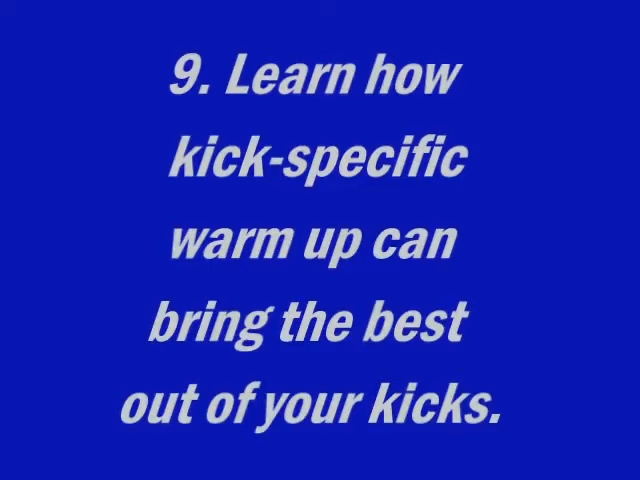 9. Learn how
kick-specific
warm up can
bring the best
out of your kicks.